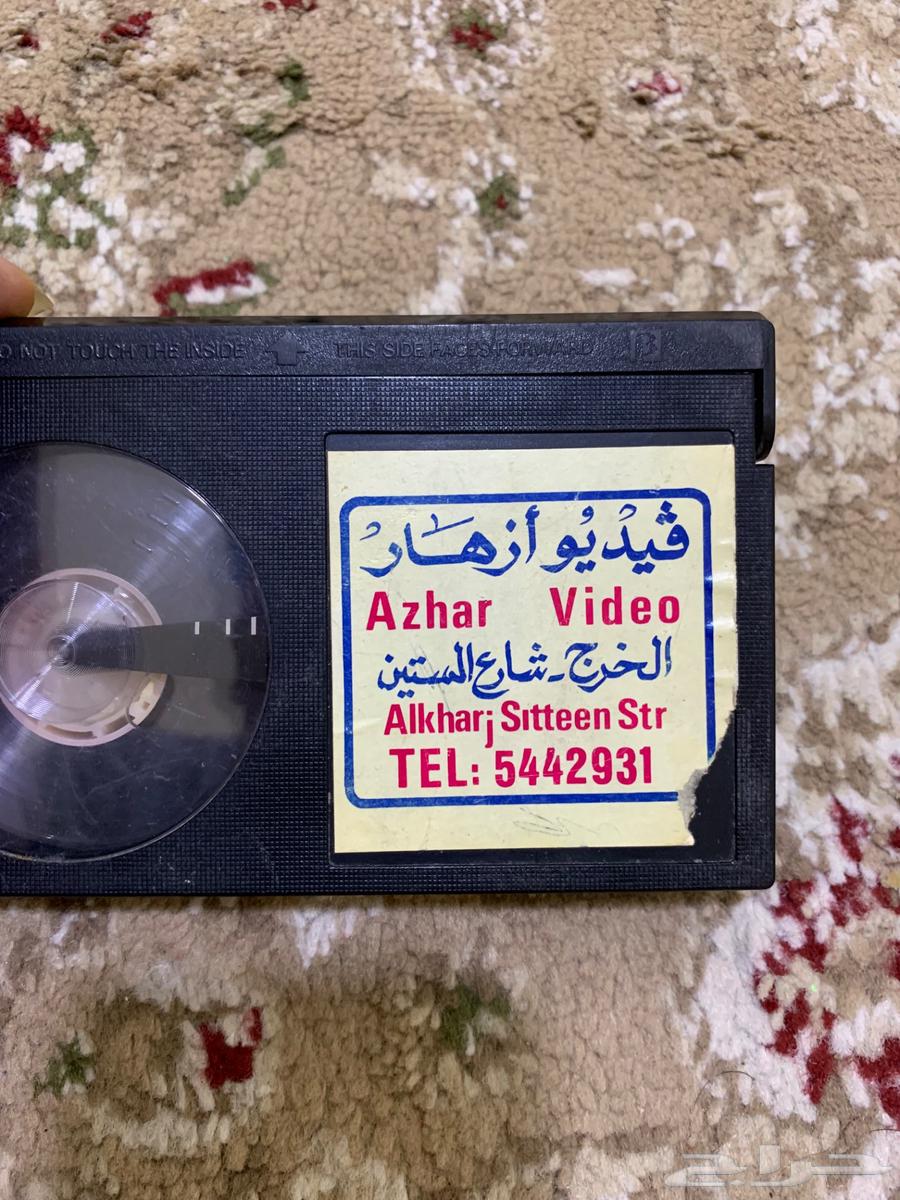 DO NOT TOUCH THE INSIDE THIS SIDE FACES FORWARD β
ڤيديو أزهار
Azhar Video
الخرج - شارع الستين
Alkharj Sitteen Str
TEL: 5442931
حراج